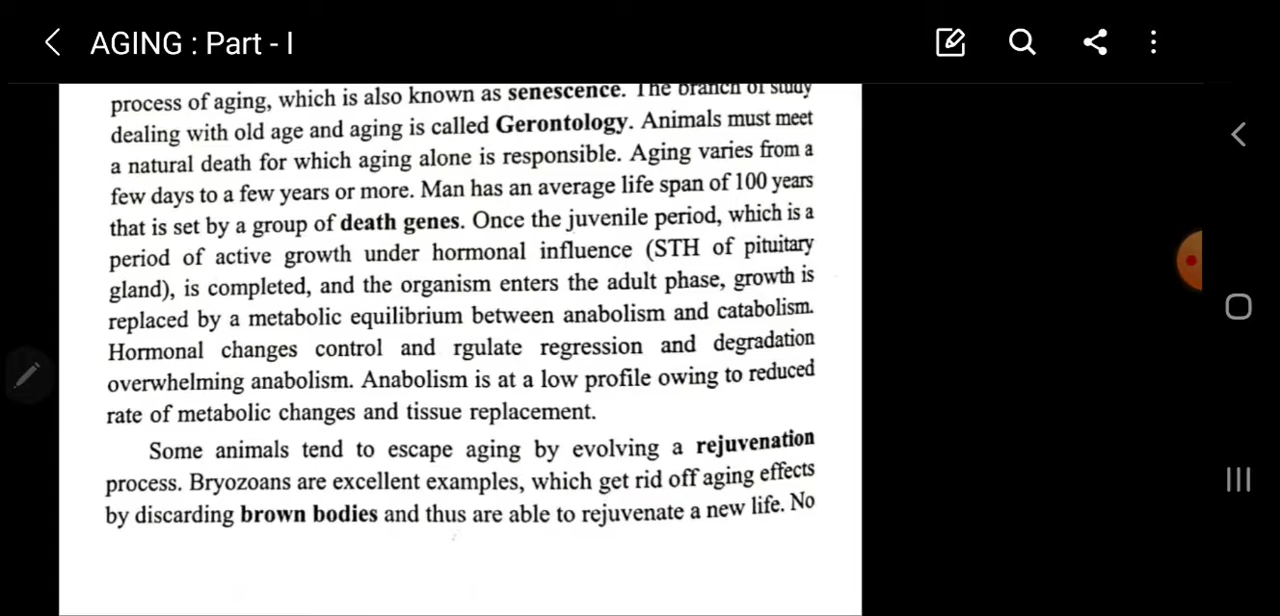 AGING : Part - I
process of aging, which is also known as senescence. The branch of study
dealing with old age and aging is called Gerontology. Animals must meet
a natural death for which aging alone is responsible. Aging varies from a
few days to a few years or more. Man has an average life span of 100 years
that is set by a group of death genes. Once the juvenile period, which is a
period of active growth under hormonal influence (STH of pituitary
gland), is completed, and the organism enters the adult phase, growth is
replaced by a metabolic equilibrium between anabolism and catabolism.
Hormonal changes control and rgulate regression and degradation
overwhelming anabolism. Anabolism is at a low profile owing to reduced
rate of metabolic changes and tissue replacement.
Some animals tend to escape aging by evolving a rejuvenation
process. Bryozoans are excellent examples, which get rid off aging effects
by discarding brown bodies and thus are able to rejuvenate a new life. No